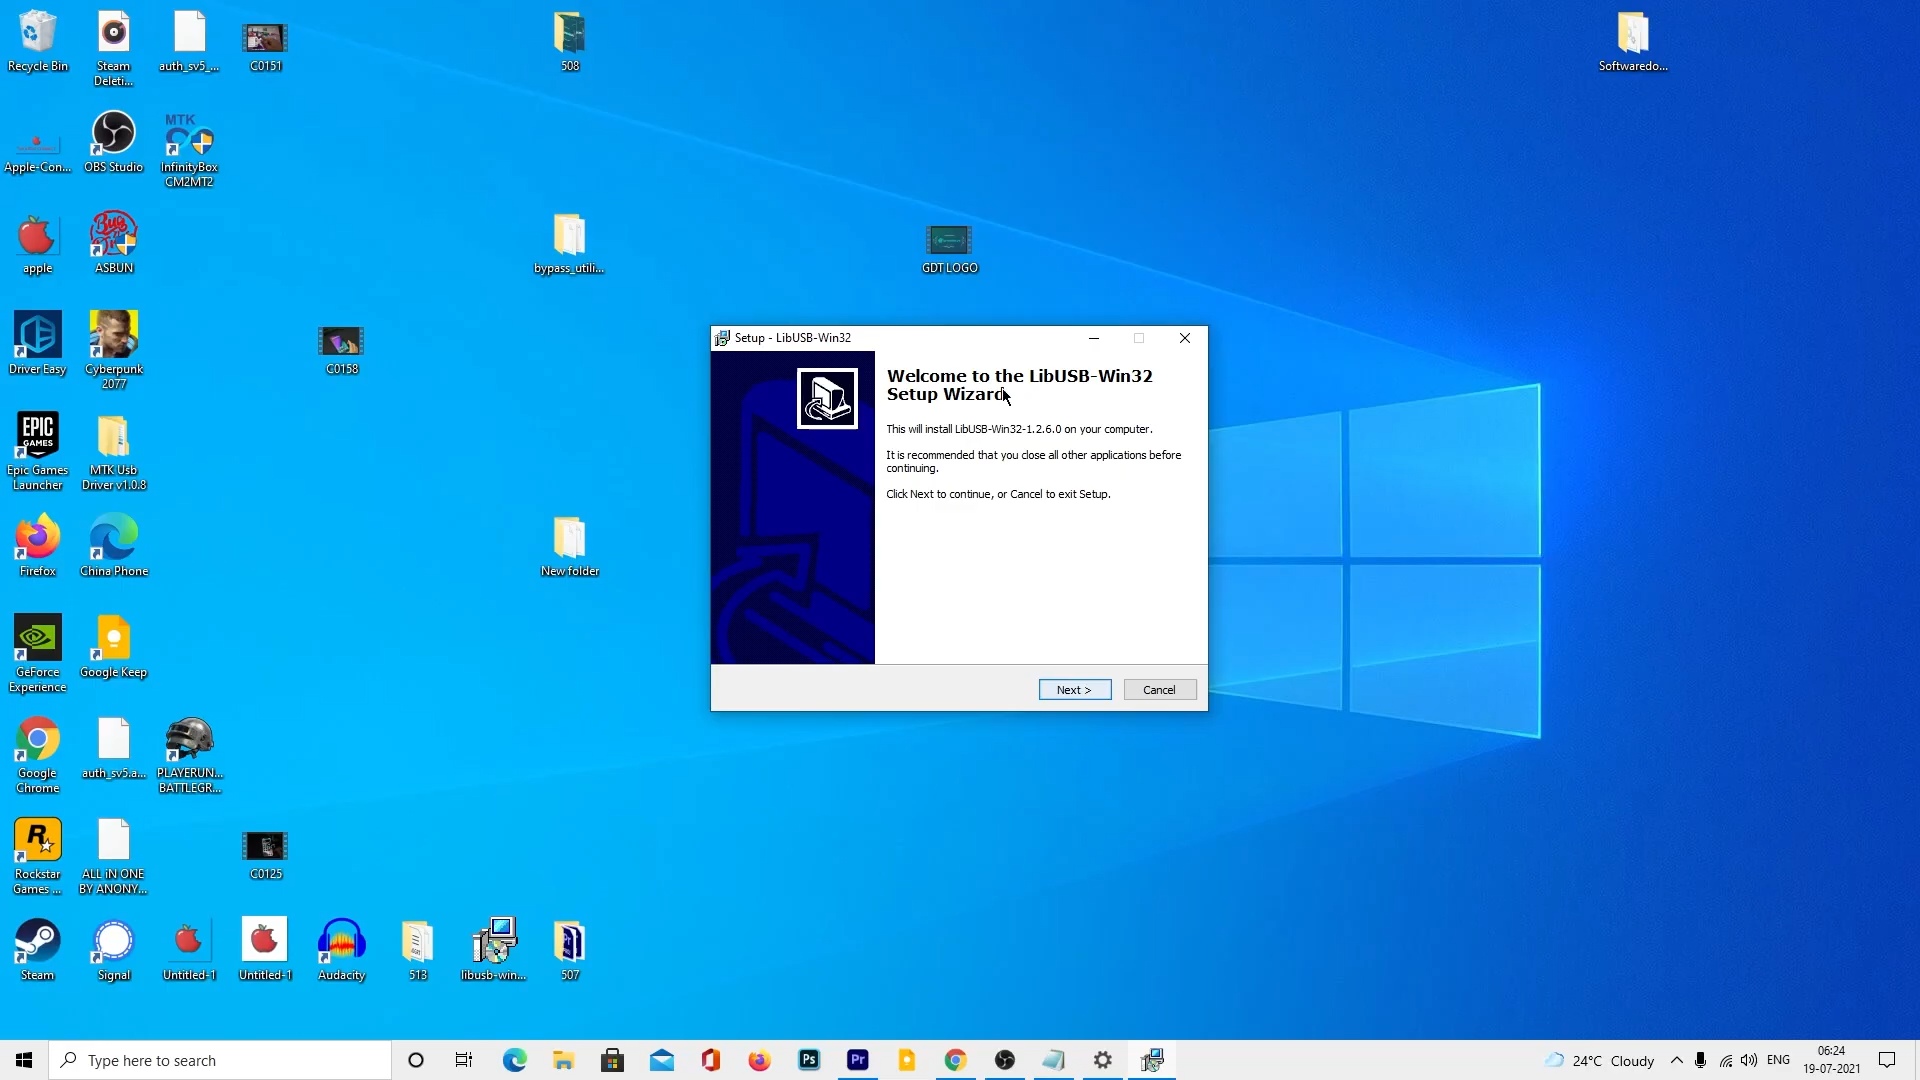 Recycle Bin
Steam
Deleti...
auth_sv5_...
C0151
508
Softwaredo...
Apple-Con...
OBS Studio
MTK
InfinityBox
CM2MT2
apple
ASBUN
bypass_utili...
GDT LOGO
Driver Easy
Cyberpunk
2077
C0158
Setup - LibUSB-Win32
Welcome to the LibUSB-Win32
Setup Wizard
This will install LibUSB-Win32-1.2.6.0 on your computer.
It is recommended that you close all other applications before
continuing.
Click Next to continue, or Cancel to exit Setup.
Next >
Cancel
EPIC
GAMES
Epic Games
Launcher
MTK Usb
Driver v1.0.8
Firefox
China Phone
New folder
GeForce
Experience
Google Keep
Google
Chrome
auth_sv5.a...
PLAYERUN...
BATTLEGR...
Rockstar
Games ...
ALL iN ONE
BY ANONY...
C0125
Steam
Signal
Untitled-1
Untitled-1
Audacity
513
libusb-win...
507
Type here to search
Ps
Pr
24°C Cloudy
ENG
06:24
19-07-2021